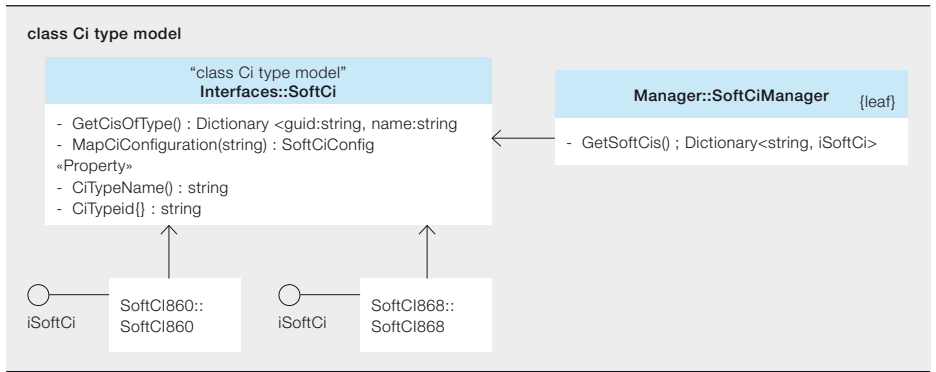 class Ci type model
“class Ci type model”
Interfaces::SoftCi
- GetCisOfType() : Dictionary <guid:string, name:string
- MapCiConfiguration(string) : SoftCiConfig
«Property»
- CiTypeName() : string
- CiTypeid{} : string
Manager::SoftCiManager
{leaf}
- GetSoftCis() ; Dictionary<string, iSoftCi>
iSoftCi
SoftCI860::
SoftCI860
iSoftCi
SoftCI868::
SoftCI868